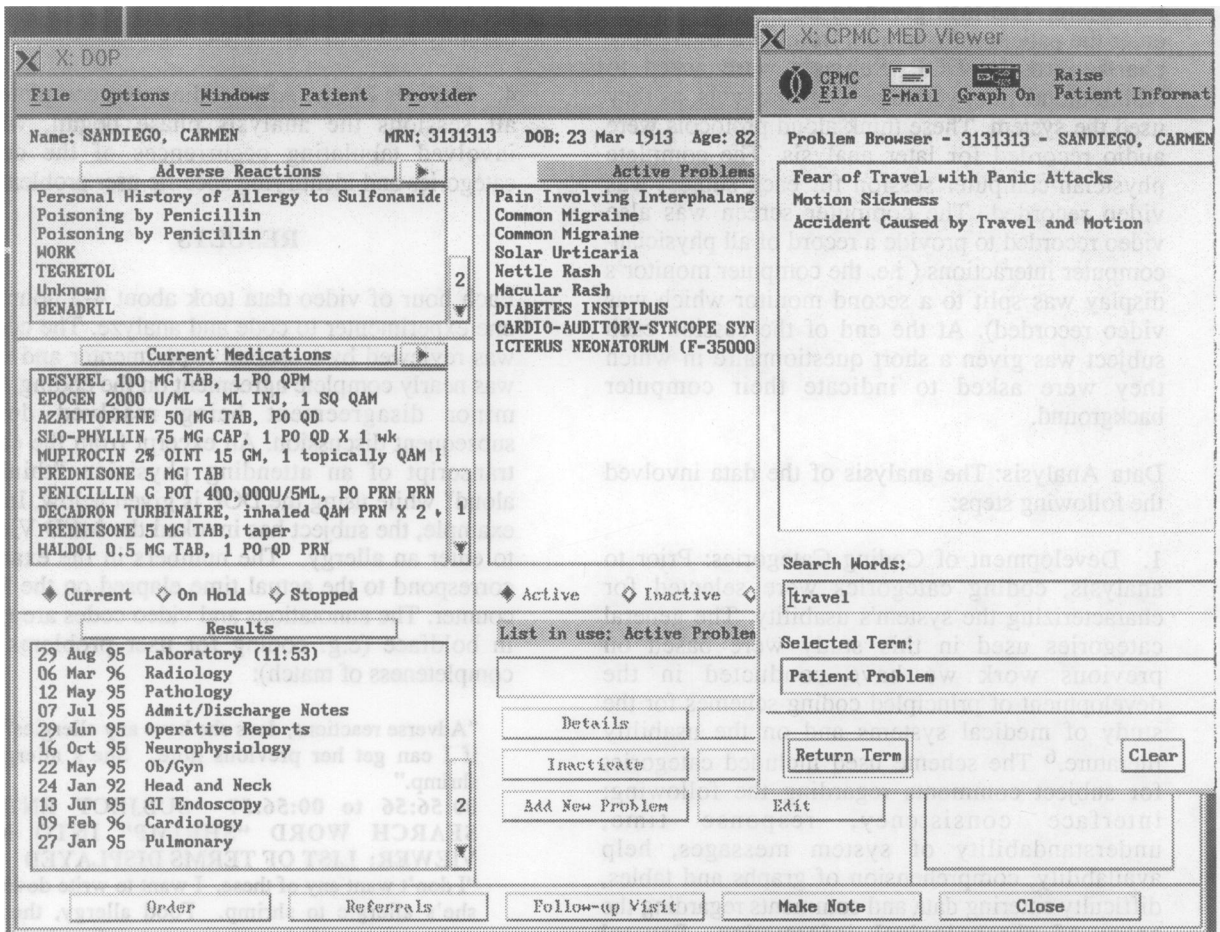 X: DOP
File Options Windows Patient Provider
Name: SANDIEGO, CARMEN MRN: 3131313 DOB: 23 Age: 82
Adverse Reactions
Personal History of Allergy to Sulfonamide
Poisoning by Penicillin
Poisoning by Penicillin
WORK
TEGRETOL
Unknown
BENADRIL
2
Current Medications
DESYREL 100 MG TAB, 1 PO QPM
EPOGEN 2000 U/ML 1 ML INJ, 1 SQ QAM
AZATHIOPRINE 50 MG TAB, PO QD
SLO-PHYLLIN 75 MG CAP, 1 PO QD X 1 wk
MUPIROCIN 2% OINT 15 GM, 1 topically QAM
PREDNISONE 5 MG TAB
PENICILLIN G POT 400,000U/5ML, PO PRN PRN
DECADRON TURBINAIRE, inhaled QAM PRN X 2
PREDNISONE 5 MG TAB, taper
HALDOL 0.5 MG TAB, 1 PO QD PRN
1
Current On Hold Stopped
Results
29 Aug 95 Laboratory (11:53)
06 Mar 96 Radiology
12 May 95 Pathology
07 Jul 95 Admit/Discharge Notes
29 Jun 95 Operative Reports
16 Oct 95 Neurophysiology
22 May 95 Ob/Gyn
24 Jan 92 Head and Neck
13 Jun 95 GI Endoscopy
09 Feb 96 Cardiology
27 Jan 95 Pulmonary
2
Active Problems
Pain Involving Interphalang
Common Migraine
Common Migraine
Solar Urticaria
Nettle Rash
Macular Rash
DIABETES INSIPIDUS
CARDIO-AUDITORY-SYNCOPE SYN
ICTERUS NEONATORUM (F-35000
Active Inactive
List in use: Active Problem
Details
Inactivate
Add New Problem Edit
Order Referrals Follow-up Visit Make Note Close
X: CPMC MED Viewer
CPMC File E-Mail Graph On Raise Patient Informat
Problem Browser - 3131313 - SANDIEGO, CARMEN
Fear of Travel with Panic Attacks
Motion Sickness
Accident Caused by Travel and Motion
Search Words:
travel
Selected Term:
Patient Problem
Return Term Clear